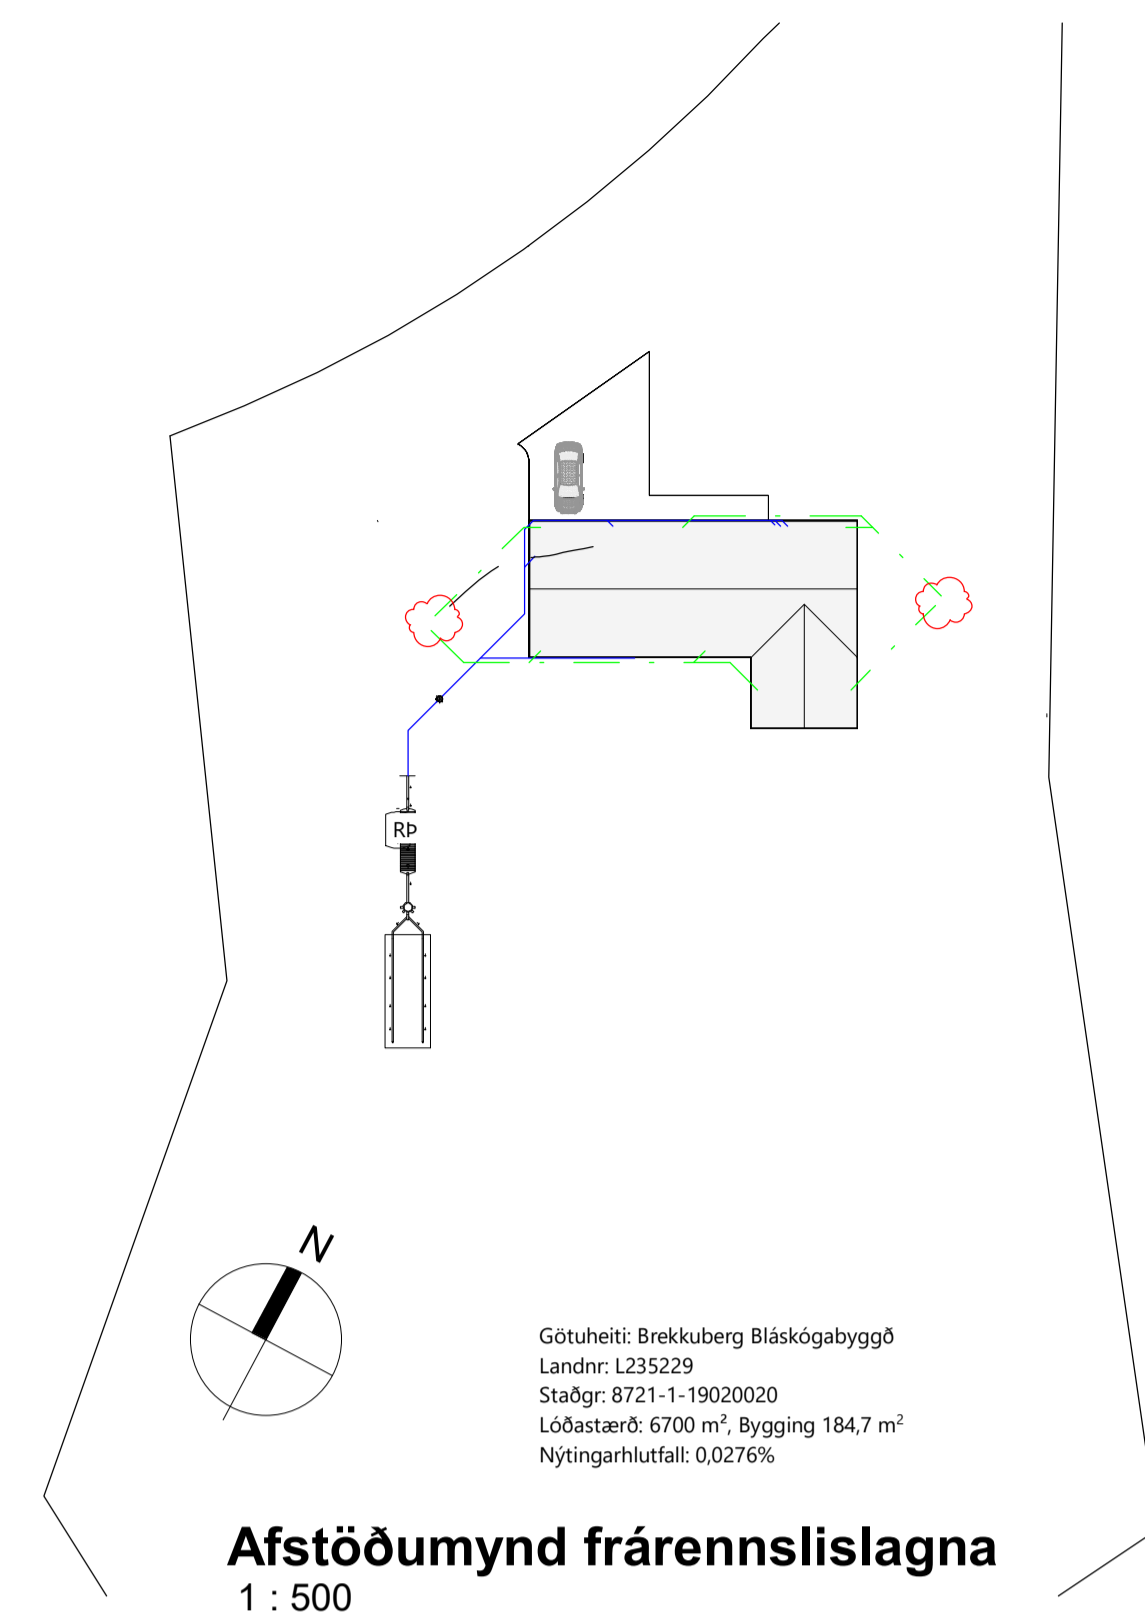 RÞ
N
Götuheiti: Brekkuberg Bláskógabyggð
Landnr: L235229
Staðgr: 8721-1-19020020
Lóðastærð: 6700 m², Bygging 184,7 m²
Nýtingarhlutfall: 0,0276%
Afstöðumynd frárennslislagna
1 : 500